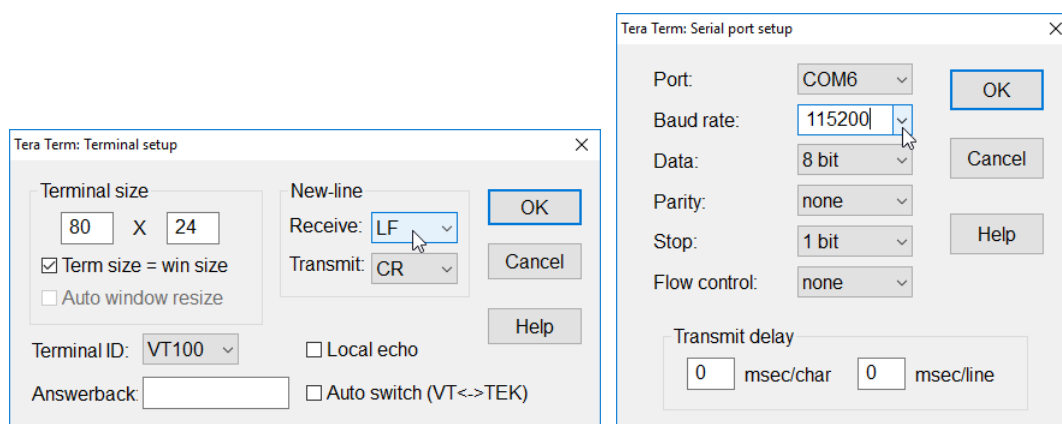 Tera Term: Terminal setup
Terminal size
80 X 24
Term size = win size
Auto window resize
New-line
Receive: LF
Transmit: CR
OK
Cancel
Help
Terminal ID: VT100
Answerback:
Local echo
Auto switch (VT<->TEK)
Tera Term: Serial port setup
Port: COM6
Baud rate: 115200
Data: 8 bit
Parity: none
Stop: 1 bit
Flow control: none
OK
Cancel
Help
Transmit delay
0 msec/char 0 msec/line